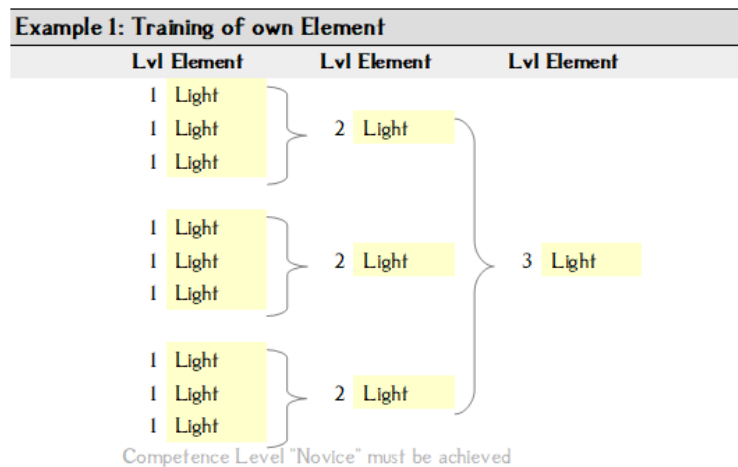 Example 1: Training of own Element
Lvl Element Lvl Element Lvl Element
1 Light
1 Light 2 Light
1 Light
1 Light
1 Light 2 Light 3 Light
1 Light
1 Light
1 Light 2 Light
1 Light
Competence Level "Novice" must be achieved